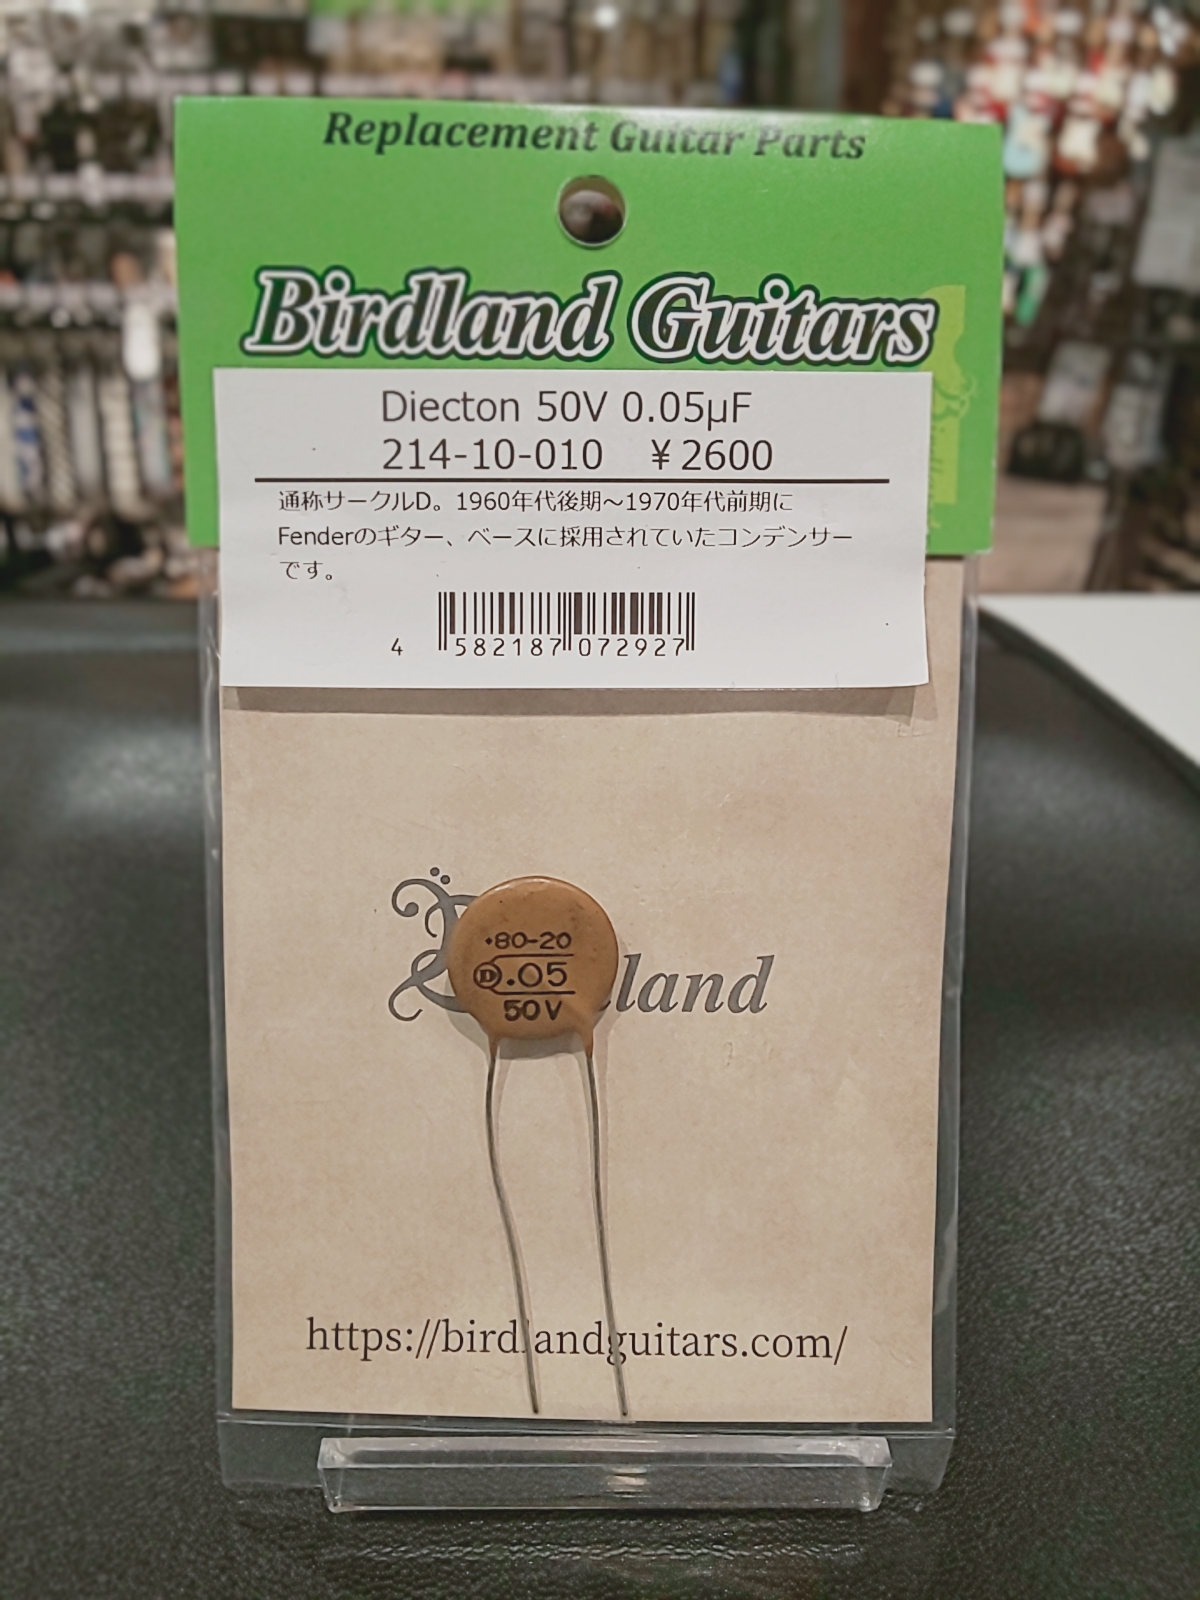 Replacement Guitar Parts
Birdland Guitars
Diecton 50V 0.05µF
214-10-010 ¥2600
通称サークルD。1960年代後期～1970年代前期に
Fenderのギター、ベースに採用されていたコンデンサー
です。
4 582187 072927
+80-20
D .05
50V
land
https://birdlandguitars.com/